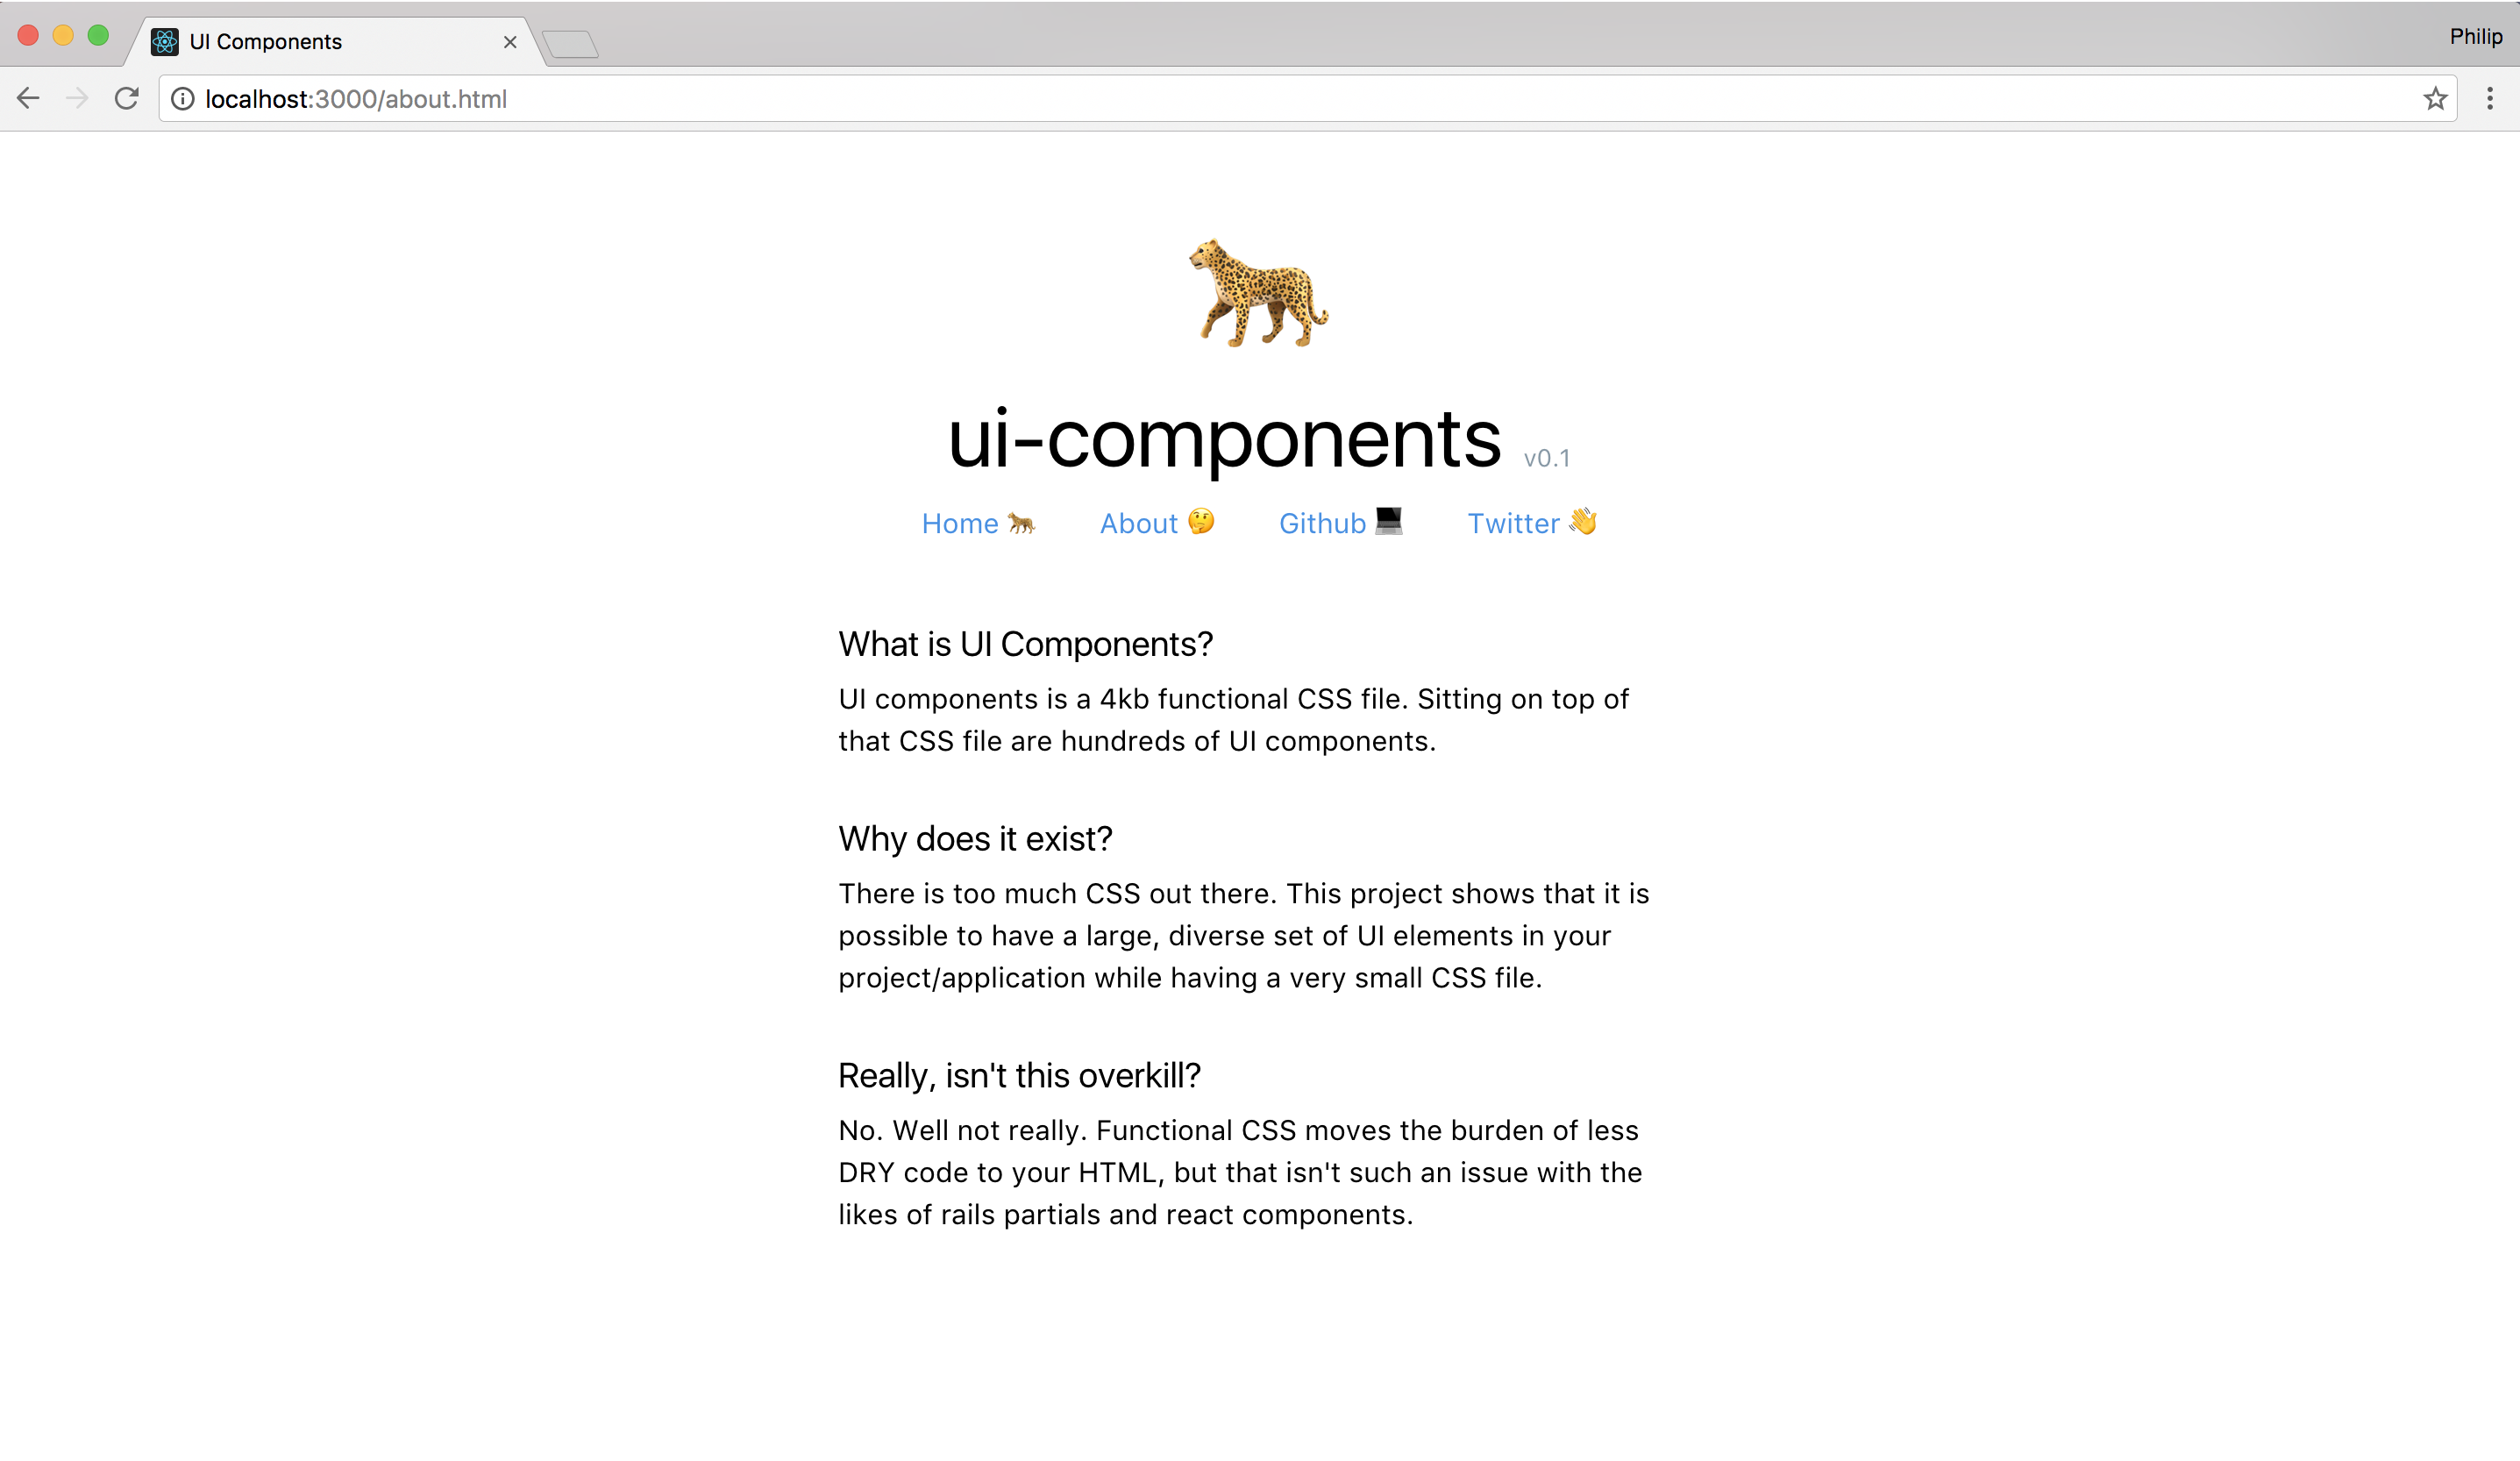 UI Components
Philip
localhost:3000/about.html
ui-components v0.1
Home 🐆 About 🤔 Github 💻 Twitter 👋
What is UI Components?
UI components is a 4kb functional CSS file. Sitting on top of
that CSS file are hundreds of UI components.
Why does it exist?
There is too much CSS out there. This project shows that it is
possible to have a large, diverse set of UI elements in your
project/application while having a very small CSS file.
Really, isn't this overkill?
No. Well not really. Functional CSS moves the burden of less
DRY code to your HTML, but that isn't such an issue with the
likes of rails partials and react components.